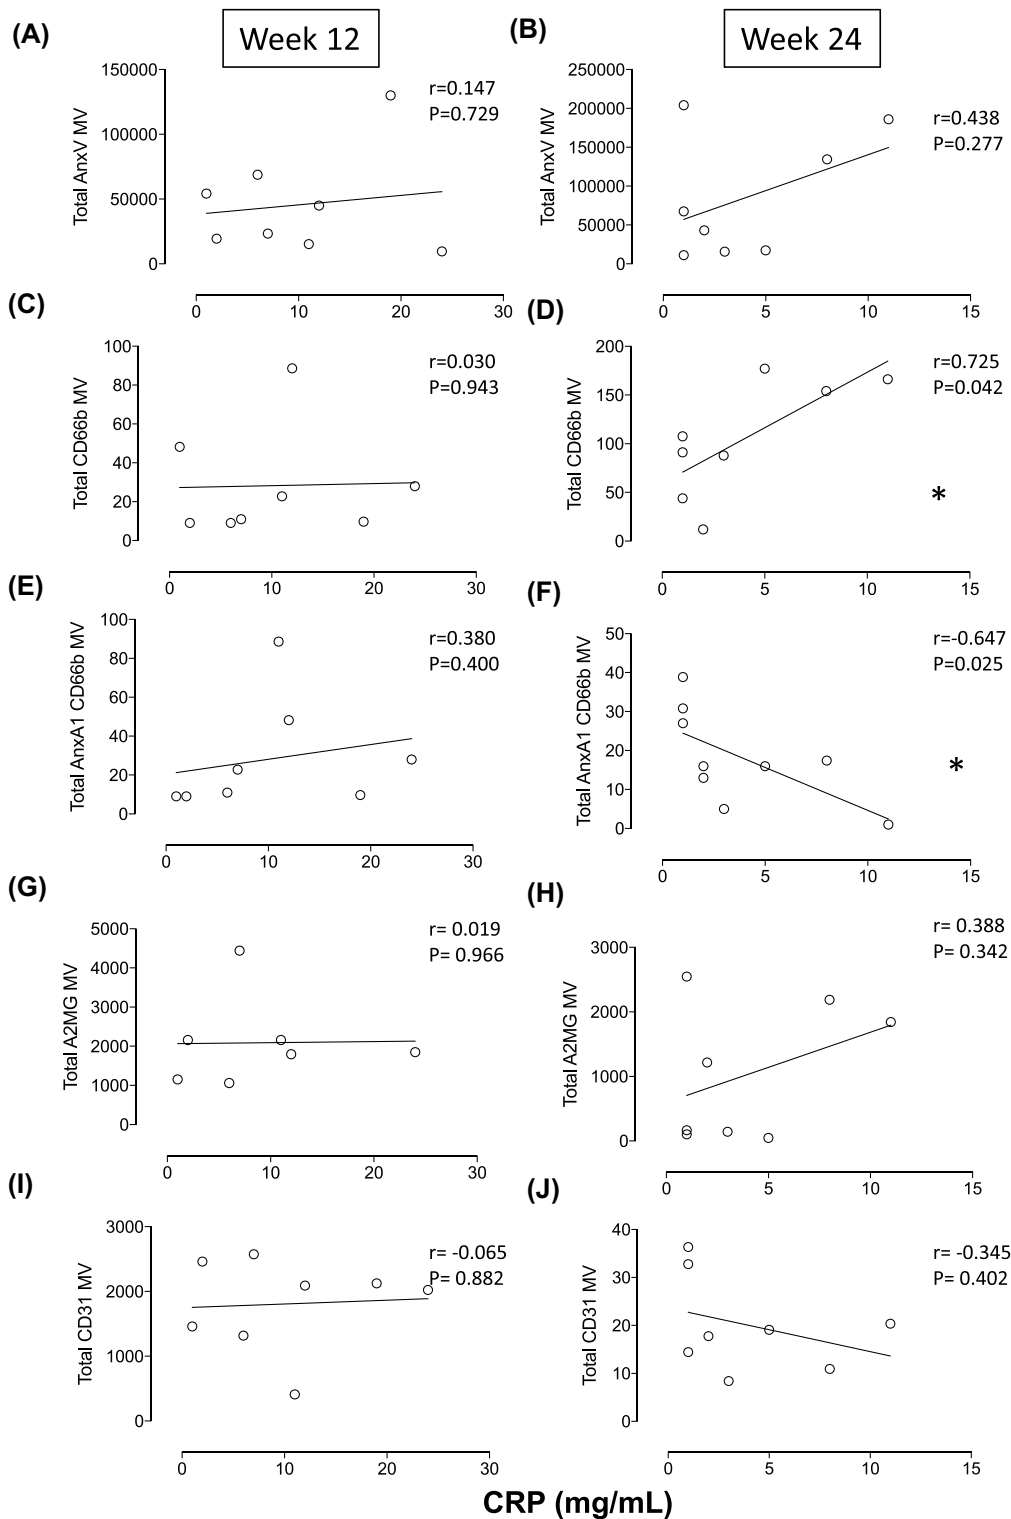 (A)
Week 12
(B)
Week 24
Total AnxV MV
150000
100000
50000
0
r=0.147
P=0.729
0 10 20 30
Total AnxV MV
250000
200000
150000
100000
50000
0
r=0.438
P=0.277
0 5 10 15
(C)
Total CD66b MV
100
80
60
40
20
0
r=0.030
P=0.943
0 10 20 30
(D)
Total CD66b MV
200
150
100
50
0
r=0.725
P=0.042
*
0 5 10 15
(E)
Total AnxA1 CD66b MV
100
80
60
40
20
0
r=0.380
P=0.400
0 10 20 30
(F)
Total AnxA1 CD66b MV
50
40
30
20
10
0
r=-0.647
P=0.025
*
0 5 10 15
(G)
Total A2MG MV
5000
4000
3000
2000
1000
0
r= 0.019
P= 0.966
0 10 20 30
(H)
Total A2MG MV
3000
2000
1000
0
r= 0.388
P= 0.342
0 5 10 15
(I)
Total CD31 MV
3000
2000
1000
0
r= -0.065
P= 0.882
0 10 20 30
(J)
Total CD31 MV
40
30
20
10
0
r= -0.345
P= 0.402
0 5 10 15
CRP (mg/mL)